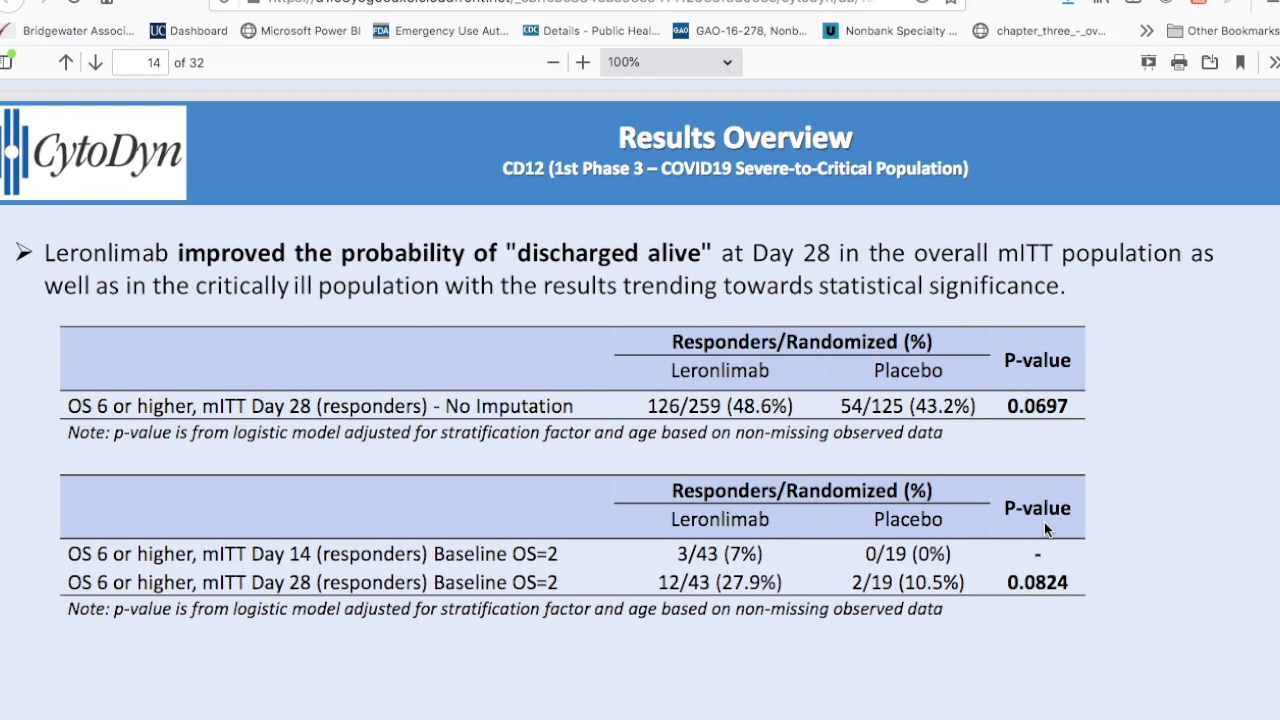 Bridgewater Associ... UC Dashboard Microsoft Power BI FDA Emergency Use Aut... CDC Details - Public Heal... GAO GAO-16-278, Nonb... U Nonbank Specialty ... chapter_three_-_ov... Other Bookmarks
14 of 32 100%
CytoDyn
Results Overview
CD12 (1st Phase 3 – COVID19 Severe-to-Critical Population)
Leronlimab improved the probability of "discharged alive" at Day 28 in the overall mITT population as
well as in the critically ill population with the results trending towards statistical significance.
Responders/Randomized (%) P-value
Leronlimab Placebo
OS 6 or higher, mITT Day 28 (responders) - No Imputation 126/259 (48.6%) 54/125 (43.2%) 0.0697
Note: p-value is from logistic model adjusted for stratification factor and age based on non-missing observed data
Responders/Randomized (%) P-value
Leronlimab Placebo
OS 6 or higher, mITT Day 14 (responders) Baseline OS=2 3/43 (7%) 0/19 (0%) -
OS 6 or higher, mITT Day 28 (responders) Baseline OS=2 12/43 (27.9%) 2/19 (10.5%) 0.0824
Note: p-value is from logistic model adjusted for stratification factor and age based on non-missing observed data